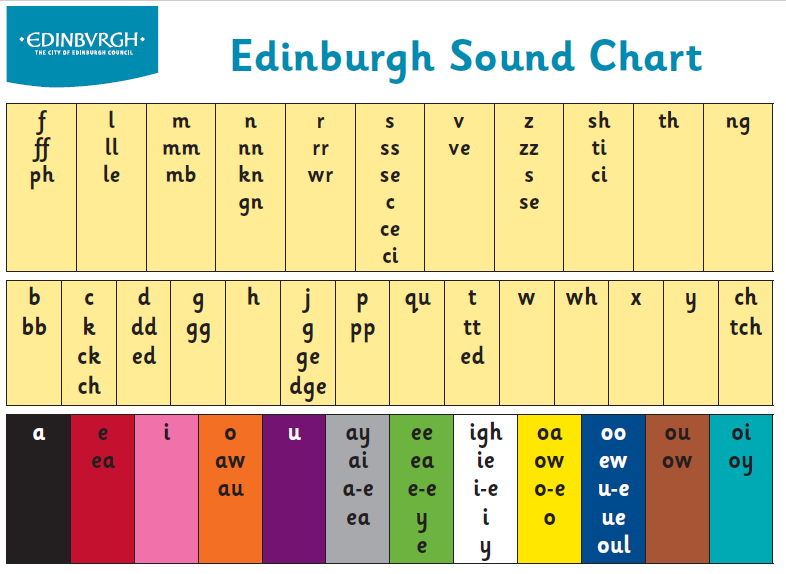 EDINBVRGH
THE CITY OF EDINBURGH COUNCIL
Edinburgh Sound Chart
f l m n r s v z sh th ng
ff ll mm nn rr ss ve zz ti
ph le mb kn wr se s ci
gn c se
ce
ci
b c d g h j p qu t w wh x y ch
bb k dd gg g pp tt tch
ck ed ge ed
ch dge
a e i o u ay ee igh oa oo ou oi
ea aw ai ea ie ow ew ow oy
au a-e e-e i-e o-e u-e
ea y i o ue
e y oul